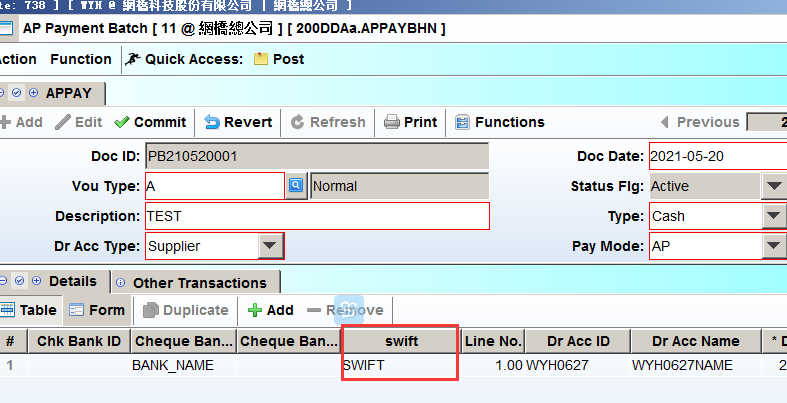 te: 738 ] [ WYH @ 網橋科技股份有限公司 | 網橋總公司 ]
AP Payment Batch [ 11 @ 網橋總公司 ] [ 200DDAa.APPAYBHN ]
Action Function Quick Access: Post
APPAY
Add Edit Commit Revert Refresh Print Functions Previous 2
Doc ID: PB210520001 Doc Date: 2021-05-20
Vou Type: A Normal Status Flg: Active
Description: TEST Type: Cash
Dr Acc Type: Supplier Pay Mode: AP
Details Other Transactions
Table Form Duplicate Add Remove
# Chk Bank ID Cheque Ban... Cheque Ban... swift Line No. Dr Acc ID Dr Acc Name * D
1 BANK_NAME SWIFT 1.00 WYH0627 WYH0627NAME 2